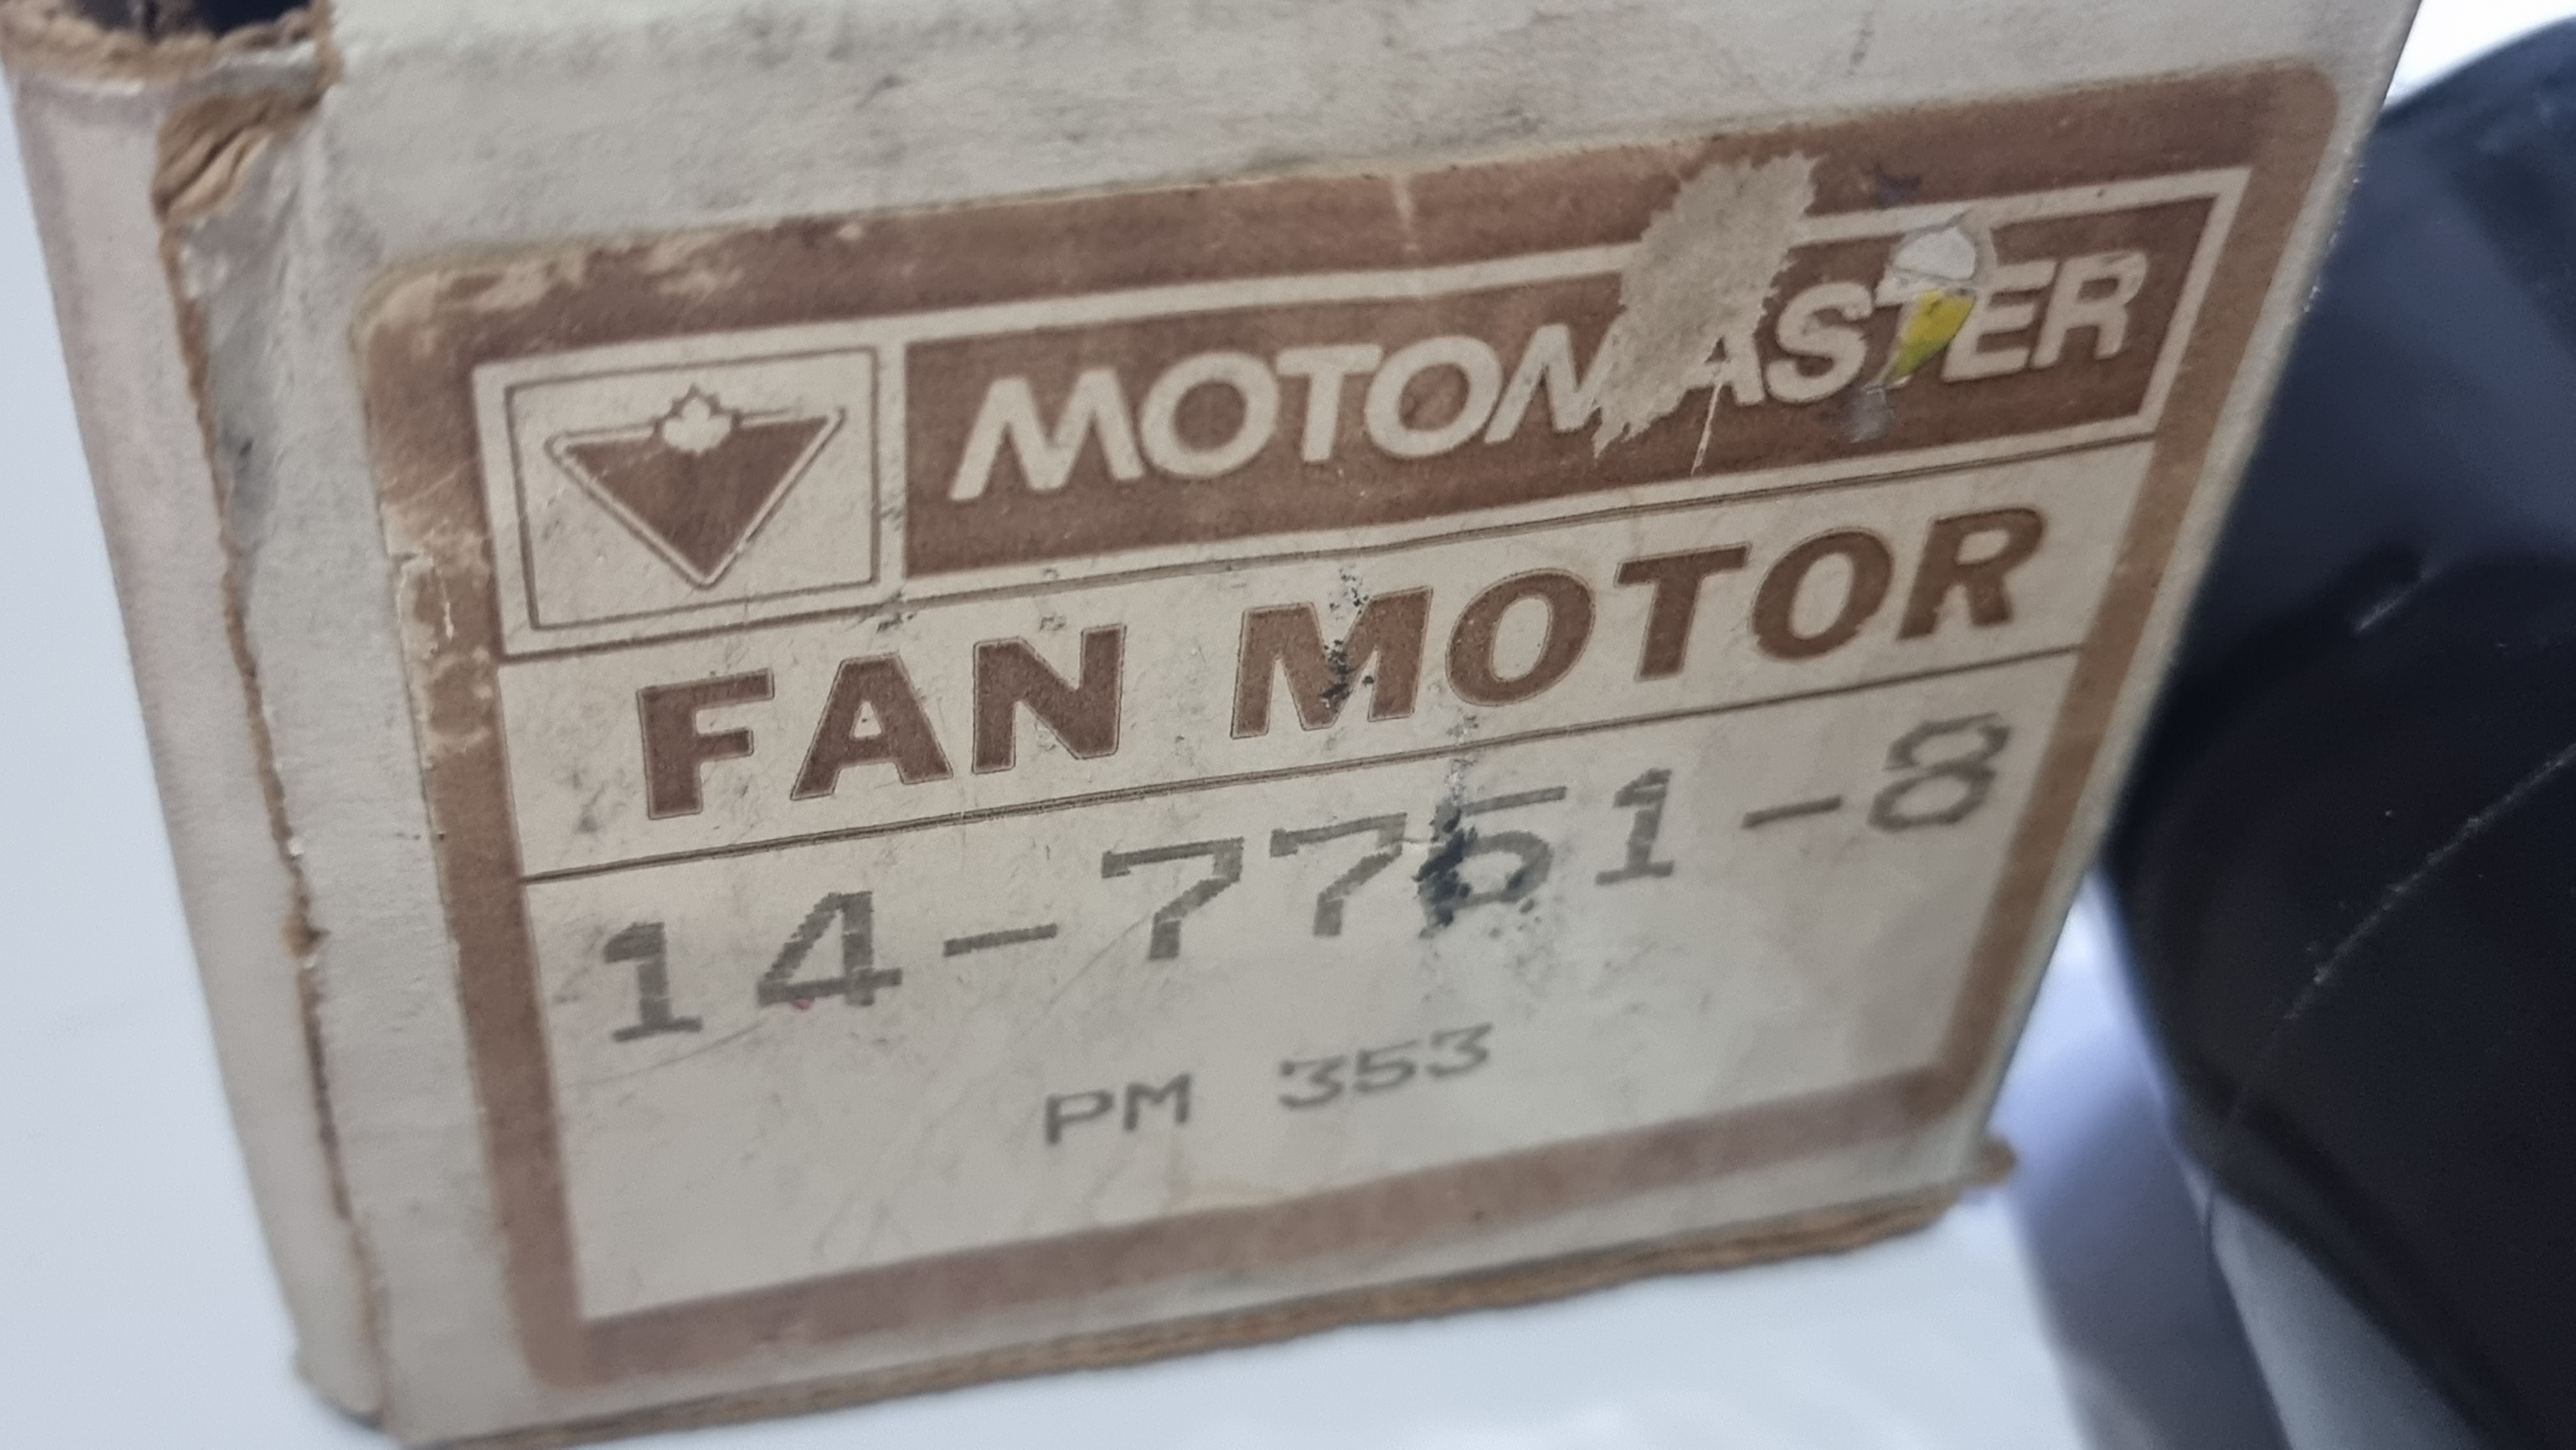 MOTOMASTER
FAN MOTOR
14-7751-8
PM 353